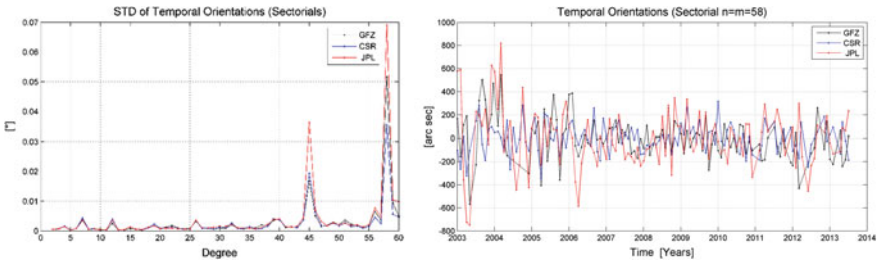 STD of Temporal Orientations (Sectorials)
0.07
0.06
0.05
0.04
0.03
0.02
0.01
0
[°]
GFZ
CSR
JPL
0 5 10 15 20 25 30 35 40 45 50 55 60
Degree
Temporal Orientations (Sectorial n=m=58)
1000
800
600
400
200
0
-200
-400
-600
-800
[arc sec]
GFZ
CSR
JPL
2003 2004 2005 2006 2007 2008 2009 2010 2011 2012 2013 2014
Time [Years]